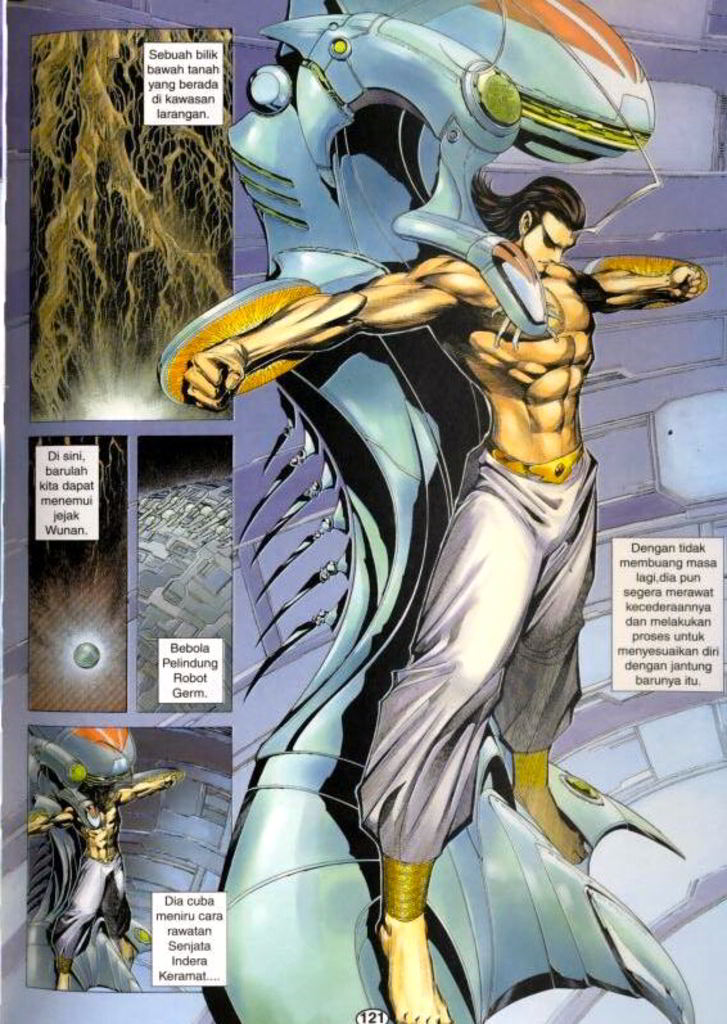 Sebuah bilik
bawah tanah
yang berada
di kawasan
larangan.
Di sini,
barulah
kita dapat
menemui
jejak
Wunan.
Bebola
Pelindung
Robot
Germ.
Dengan tidak
membuang masa
lagi,dia pun
segera merawat
kecederaannya
dan melakukan
proses untuk
menyesuaikan diri
dengan jantung
barunya itu.
Dia cuba
meniru cara
rawatan
Senjata
Indera
Keramat....
121